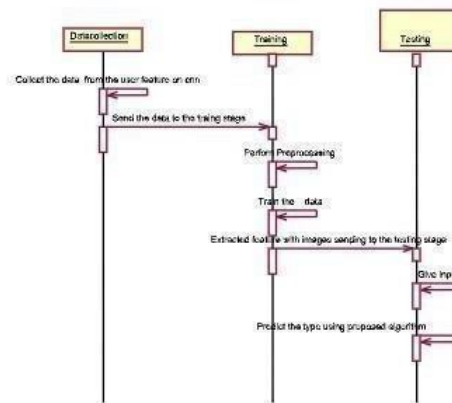 Datacollection
Training
Testing
Collect the data from the user feature on cnn
Send the data to the traing stage
Perform Preprocessing
Train the data
Extracted feature with images sending to the testing stage
Give inp
Predict the type using proposed algorithm